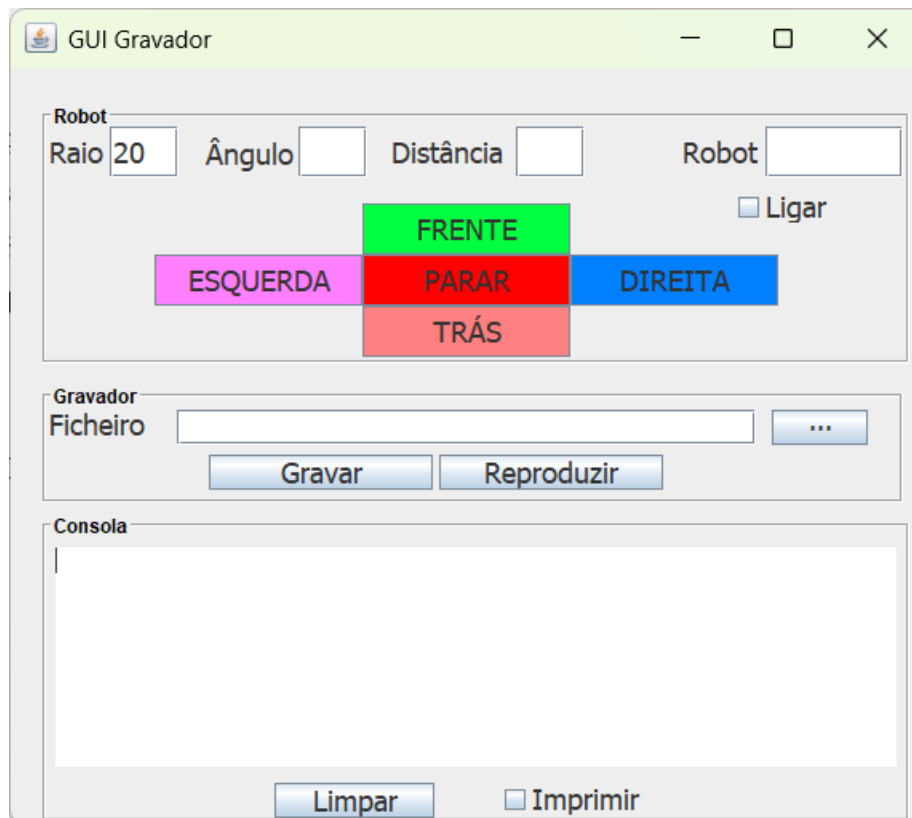 GUI Gravador
Robot
Raio 20 Ângulo Distância Robot
Ligar
FRENTE
ESQUERDA PARAR DIREITA
TRÁS
Gravador
Ficheiro ...
Gravar Reproduzir
Consola
Limpar Imprimir